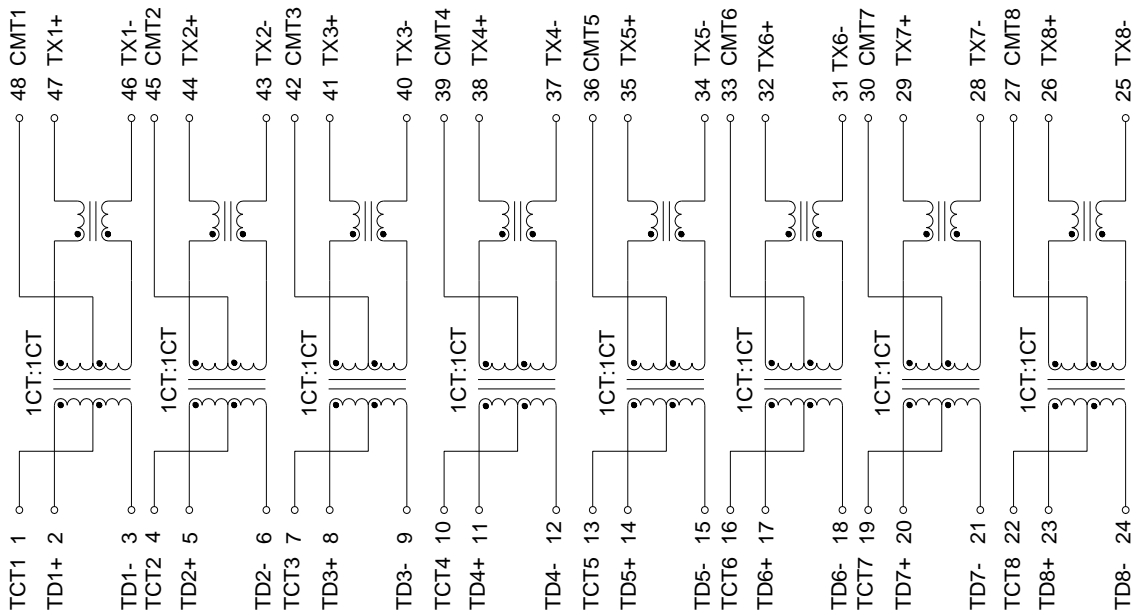 48 CMT1
47 TX1+
46 TX1-
45 CMT2
44 TX2+
43 TX2-
42 CMT3
41 TX3+
40 TX3-
39 CMT4
38 TX4+
37 TX4-
36 CMT5
35 TX5+
34 TX5-
33 CMT6
32 TX6+
31 TX6-
30 CMT7
29 TX7+
28 TX7-
27 CMT8
26 TX8+
25 TX8-
1CT:1CT
1CT:1CT
1CT:1CT
1CT:1CT
1CT:1CT
1CT:1CT
1CT:1CT
1CT:1CT
TCT1 1
TD1+ 2
TD1- 3
TCT2 4
TD2+ 5
TD2- 6
TCT3 7
TD3+ 8
TD3- 9
TCT4 10
TD4+ 11
TD4- 12
TCT5 13
TD5+ 14
TD5- 15
TCT6 16
TD6+ 17
TD6- 18
TCT7 19
TD7+ 20
TD7- 21
TCT8 22
TD8+ 23
TD8- 24